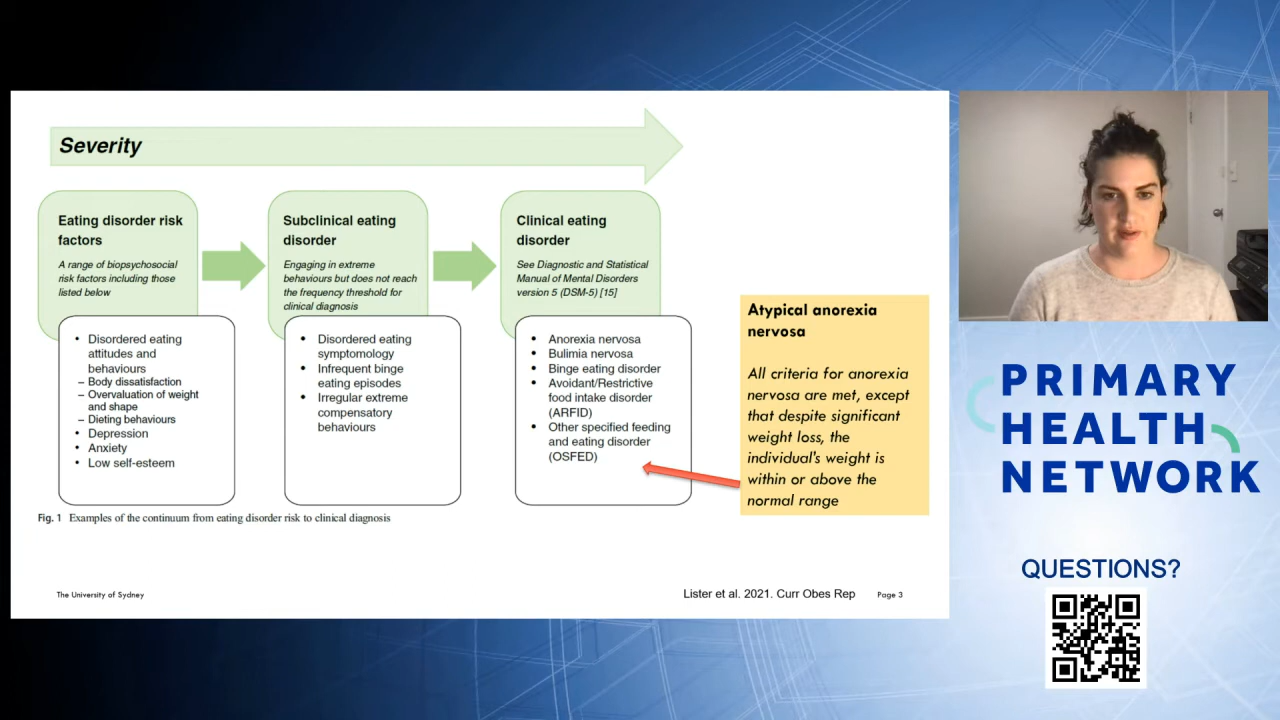 Severity
Eating disorder risk
factors
A range of biopsychosocial
risk factors including those
listed below
• Disordered eating
attitudes and
behaviours
– Body dissatisfaction
– Overvaluation of weight
and shape
– Dieting behaviours
• Depression
• Anxiety
• Low self-esteem
Subclinical eating
disorder
Engaging in extreme
behaviours but does not reach
the frequency threshold for
clinical diagnosis
• Disordered eating
symptomology
• Infrequent binge
eating episodes
• Irregular extreme
compensatory
behaviours
Clinical eating
disorder
See Diagnostic and Statistical
Manual of Mental Disorders
version 5 (DSM-5) [15]
• Anorexia nervosa
• Bulimia nervosa
• Binge eating disorder
• Avoidant/Restrictive
food intake disorder
(ARFID)
• Other specified feeding
and eating disorder
(OSFED)
Atypical anorexia
nervosa
All criteria for anorexia
nervosa are met, except
that despite significant
weight loss, the
individual's weight is
within or above the
normal range
Fig. 1 Examples of the continuum from eating disorder risk to clinical diagnosis
The University of Sydney
Lister et al. 2021. Curr Obes Rep
Page 3
PRIMARY
HEALTH
NETWORK
QUESTIONS?